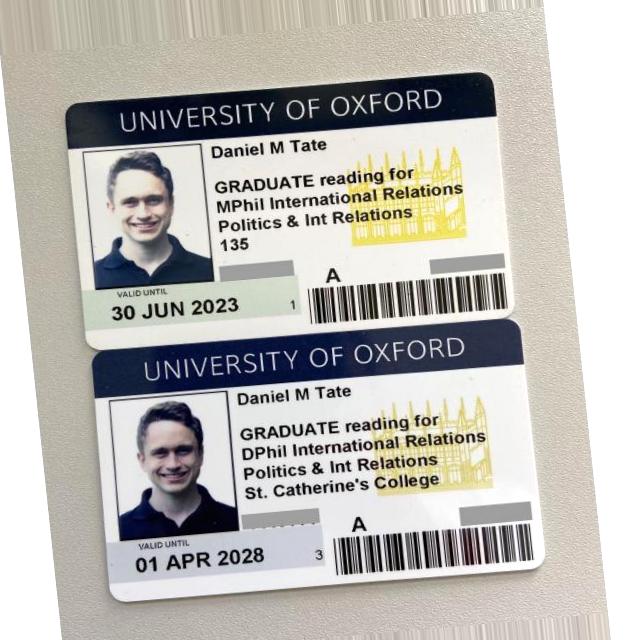 UNIVERSITY OF OXFORD
Daniel M Tate
GRADUATE reading for
MPhil International Relations
Politics & Int Relations
135
A
VALID UNTIL
30 JUN 2023
1
UNIVERSITY OF OXFORD
Daniel M Tate
GRADUATE reading for
DPhil International Relations
Politics & Int Relations
St. Catherine's College
A
VALID UNTIL
01 APR 2028
3